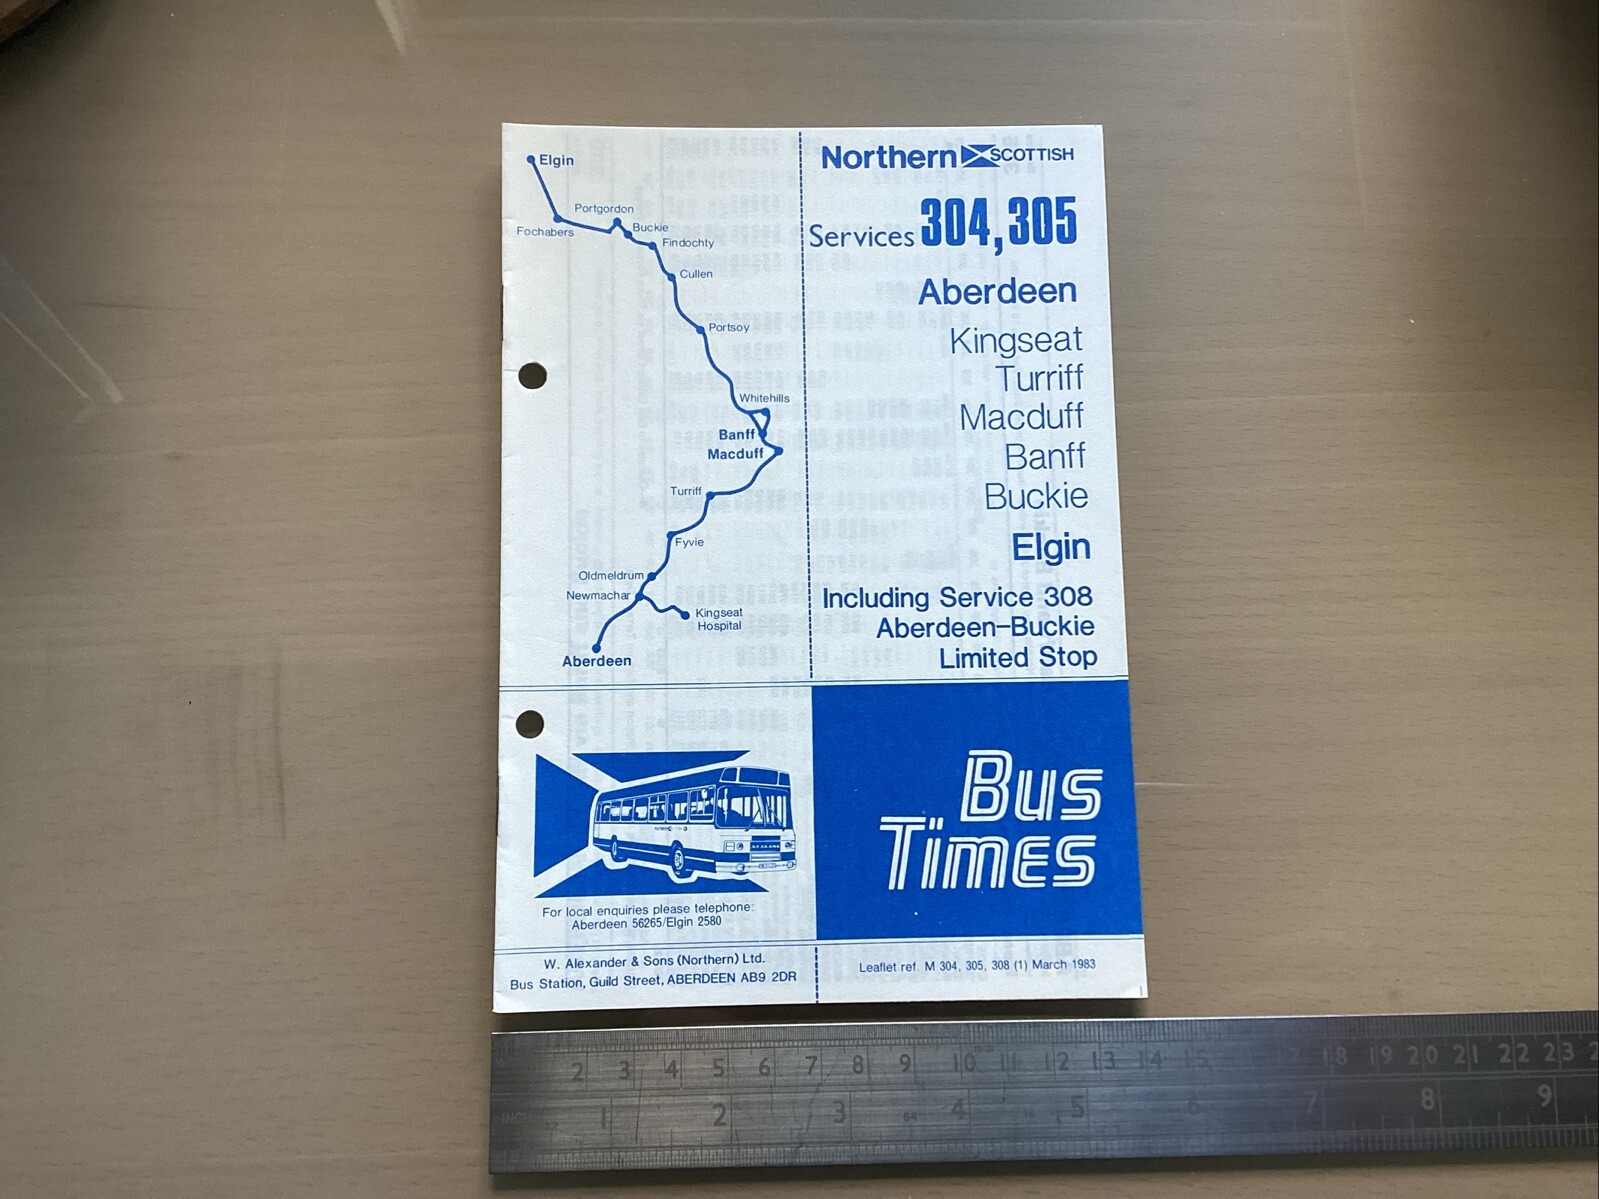 Elgin
Portgordon
Fochabers
Buckie
Findochty
Cullen
Portsoy
Whitehills
Banff
Macduff
Turriff
Fyvie
Oldmeldrum
Newmachar
Kingseat
Hospital
Aberdeen
Northern SCOTTISH
Services 304, 305
Aberdeen
Kingseat
Turriff
Macduff
Banff
Buckie
Elgin
Including Service 308
Aberdeen–Buckie
Limited Stop
Bus
Times
For local enquiries please telephone:
Aberdeen 56265/Elgin 2580
W. Alexander & Sons (Northern) Ltd.
Bus Station, Guild Street, ABERDEEN AB9 2DR
Leaflet ref. M 304, 305, 308 (1) March 1983
2 3 4 5 6 7 8 9 10 11 12 13 14 15 17 18 19 20 21 22 23
1 2 3 4 5 6 7 8 9